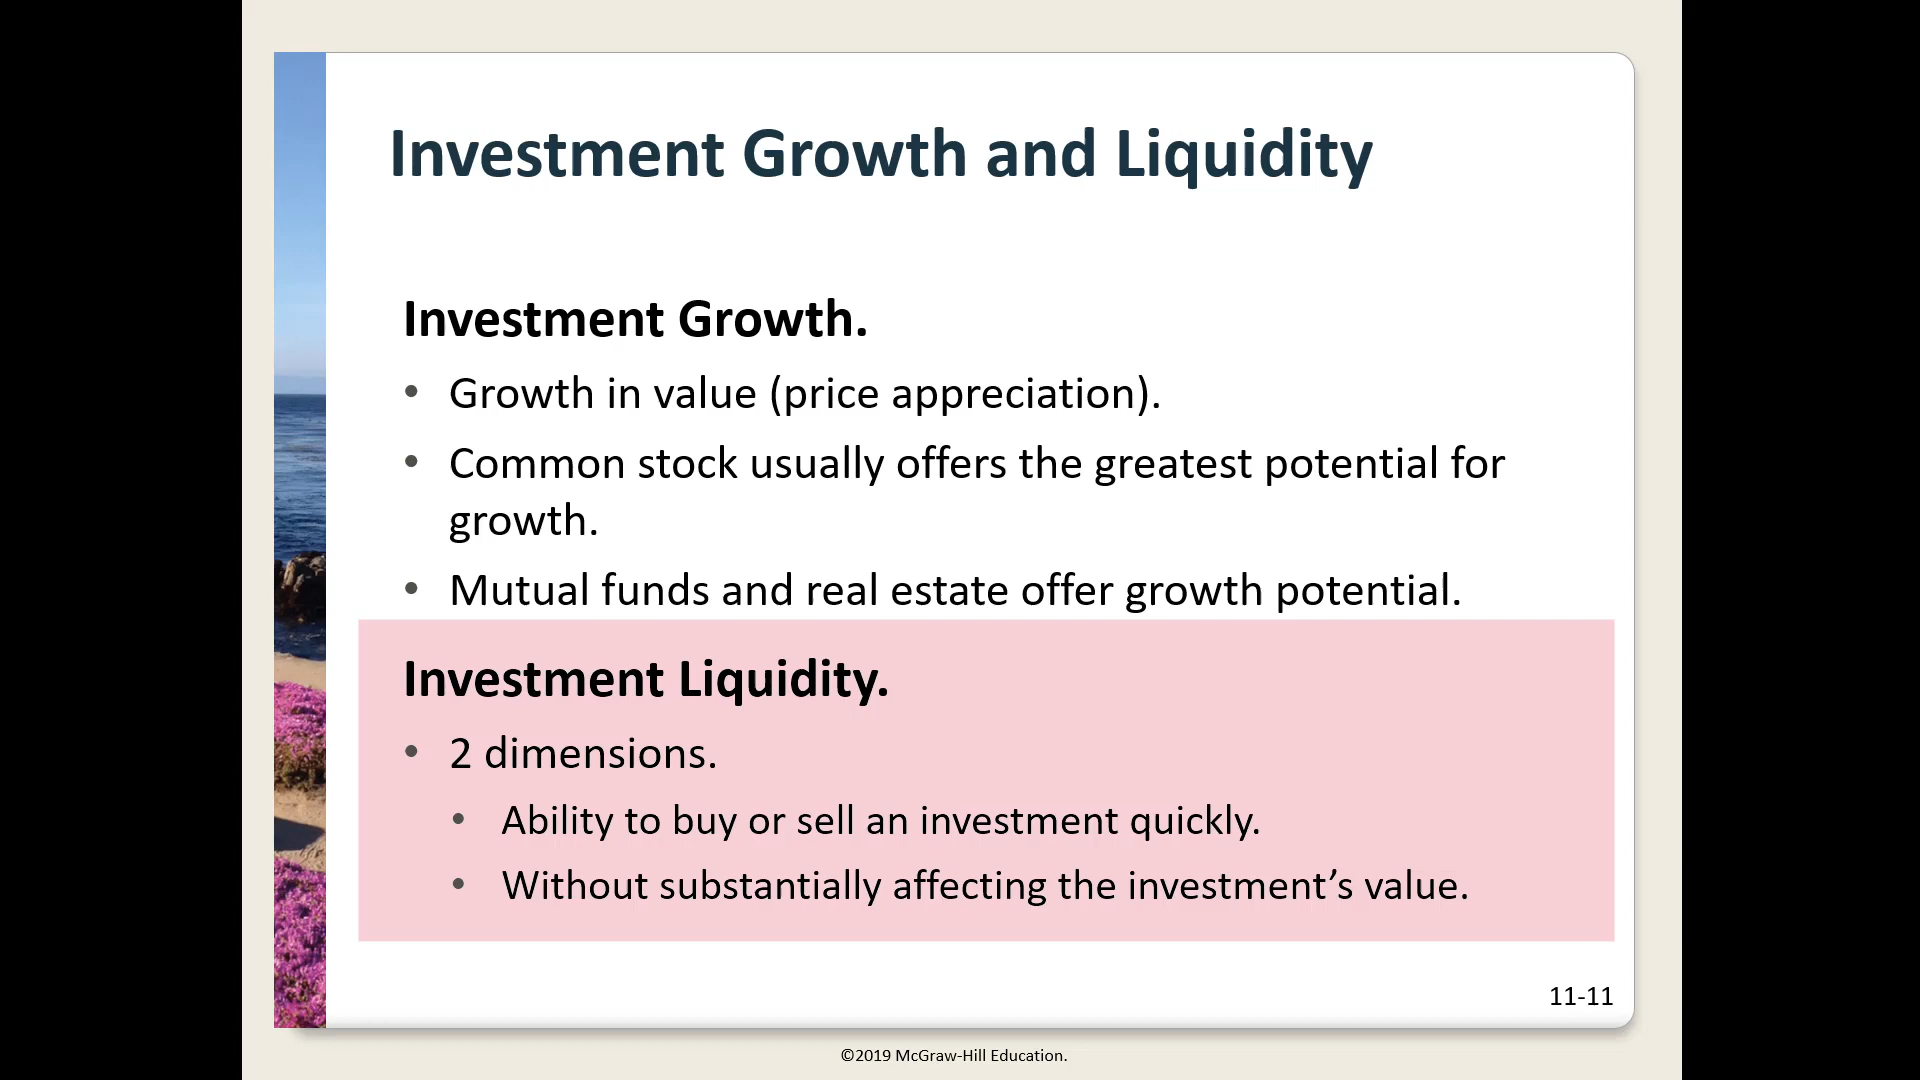 Investment Growth and Liquidity
Investment Growth.
• Growth in value (price appreciation).
• Common stock usually offers the greatest potential for
growth.
• Mutual funds and real estate offer growth potential.
Investment Liquidity.
• 2 dimensions.
• Ability to buy or sell an investment quickly.
• Without substantially affecting the investment’s value.
11-11
©2019 McGraw-Hill Education.